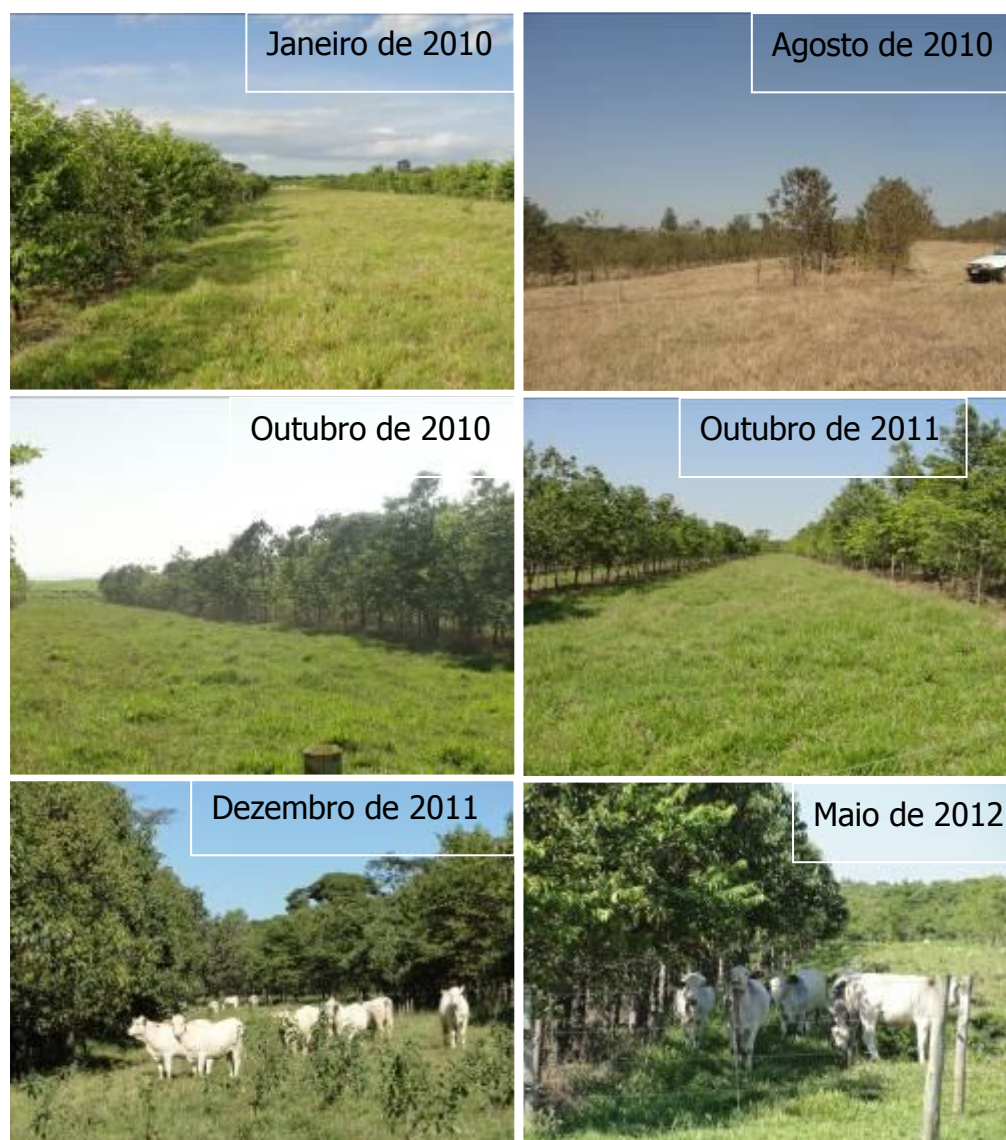 Janeiro de 2010
Agosto de 2010
Outubro de 2010
Outubro de 2011
Dezembro de 2011
Maio de 2012